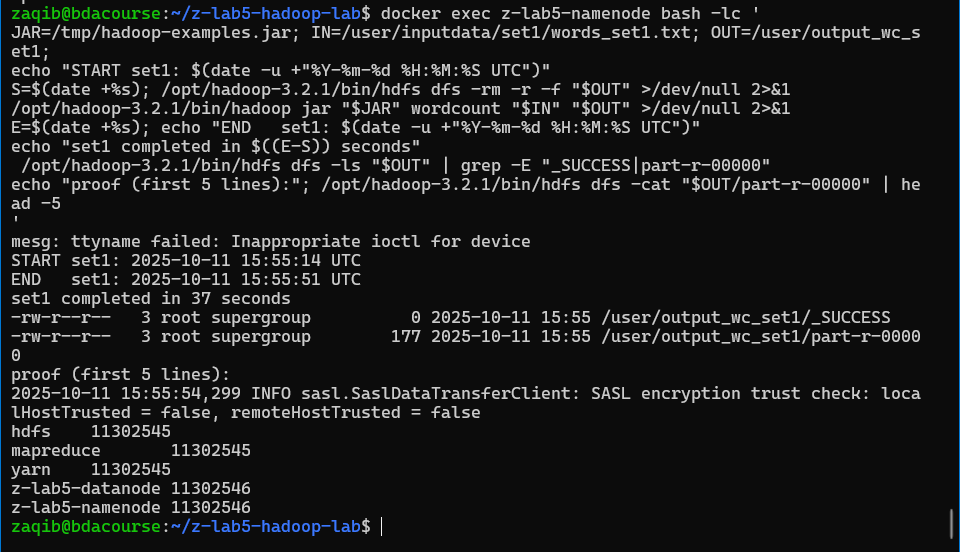 zaqib@bdacourse:~/z-lab5-hadoop-lab$ docker exec z-lab5-namenode bash -lc '
JAR=/tmp/hadoop-examples.jar; IN=/user/inputdata/set1/words_set1.txt; OUT=/user/output_wc_s
et1;
echo "START set1: $(date -u +"%Y-%m-%d %H:%M:%S UTC")"
S=$(date +%s); /opt/hadoop-3.2.1/bin/hdfs dfs -rm -r -f "$OUT" >/dev/null 2>&1
/opt/hadoop-3.2.1/bin/hadoop jar "$JAR" wordcount "$IN" "$OUT" >/dev/null 2>&1
E=$(date +%s); echo "END   set1: $(date -u +"%Y-%m-%d %H:%M:%S UTC")"
echo "set1 completed in $((E-S)) seconds"
 /opt/hadoop-3.2.1/bin/hdfs dfs -ls "$OUT" | grep -E "_SUCCESS|part-r-00000"
echo "proof (first 5 lines):"; /opt/hadoop-3.2.1/bin/hdfs dfs -cat "$OUT/part-r-00000" | he
ad -5
'
mesg: ttyname failed: Inappropriate ioctl for device
START set1: 2025-10-11 15:55:14 UTC
END   set1: 2025-10-11 15:55:51 UTC
set1 completed in 37 seconds
-rw-r--r--   3 root supergroup          0 2025-10-11 15:55 /user/output_wc_set1/_SUCCESS
-rw-r--r--   3 root supergroup        177 2025-10-11 15:55 /user/output_wc_set1/part-r-0000
0
proof (first 5 lines):
2025-10-11 15:55:54,299 INFO sasl.SaslDataTransferClient: SASL encryption trust check: loca
lHostTrusted = false, remoteHostTrusted = false
hdfs    11302545
mapreduce       11302545
yarn    11302545
z-lab5-datanode 11302546
z-lab5-namenode 11302546
zaqib@bdacourse:~/z-lab5-hadoop-lab$